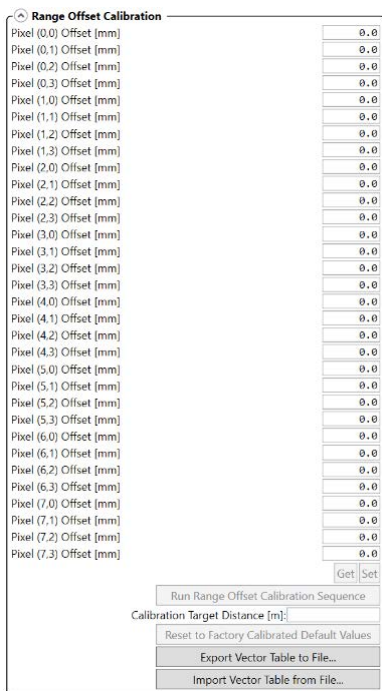 Range Offset Calibration
Pixel (0,0) Offset [mm] 0.0
Pixel (0,1) Offset [mm] 0.0
Pixel (0,2) Offset [mm] 0.0
Pixel (0,3) Offset [mm] 0.0
Pixel (1,0) Offset [mm] 0.0
Pixel (1,1) Offset [mm] 0.0
Pixel (1,2) Offset [mm] 0.0
Pixel (1,3) Offset [mm] 0.0
Pixel (2,0) Offset [mm] 0.0
Pixel (2,1) Offset [mm] 0.0
Pixel (2,2) Offset [mm] 0.0
Pixel (2,3) Offset [mm] 0.0
Pixel (3,0) Offset [mm] 0.0
Pixel (3,1) Offset [mm] 0.0
Pixel (3,2) Offset [mm] 0.0
Pixel (3,3) Offset [mm] 0.0
Pixel (4,0) Offset [mm] 0.0
Pixel (4,1) Offset [mm] 0.0
Pixel (4,2) Offset [mm] 0.0
Pixel (4,3) Offset [mm] 0.0
Pixel (5,0) Offset [mm] 0.0
Pixel (5,1) Offset [mm] 0.0
Pixel (5,2) Offset [mm] 0.0
Pixel (5,3) Offset [mm] 0.0
Pixel (6,0) Offset [mm] 0.0
Pixel (6,1) Offset [mm] 0.0
Pixel (6,2) Offset [mm] 0.0
Pixel (6,3) Offset [mm] 0.0
Pixel (7,0) Offset [mm] 0.0
Pixel (7,1) Offset [mm] 0.0
Pixel (7,2) Offset [mm] 0.0
Pixel (7,3) Offset [mm] 0.0
Get Set
Run Range Offset Calibration Sequence
Calibration Target Distance [m]:
Reset to Factory Calibrated Default Values
Export Vector Table to File...
Import Vector Table from File...